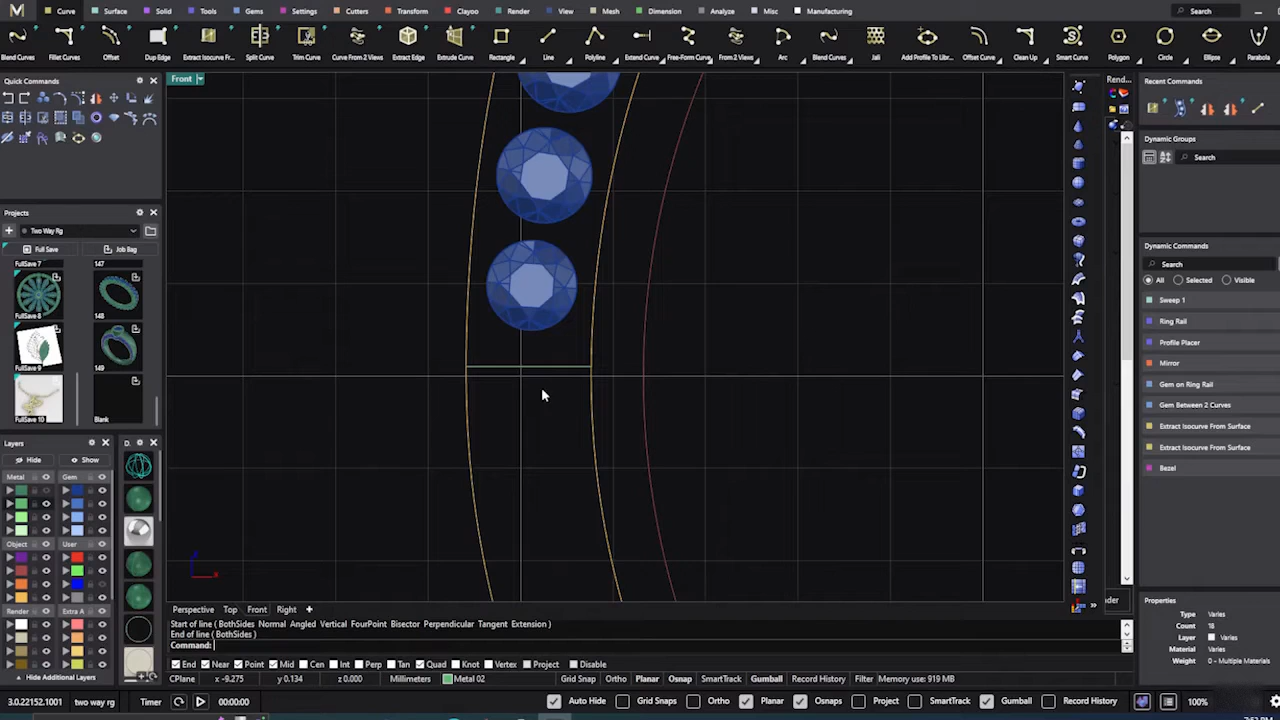 Curve Surface Solid Tools Gems Settings Cutters Transform Clayoo Render View Mesh Dimension Analyze Misc Manufacturing Search
Blend Curves Fillet Curves Offset Dup Edge Extract Isocurve Fr... Split Curve Trim Curve Curve From 2 Views Extract Edge Extrude Curve Rectangle Line Polyline Extend Curve Free-Form Curve From 2 Views Arc Blend Curves Jali Add Profile To Libr... Offset Curve Clean Up Smart Curve Polygon Circle Ellipse Parabola
Quick Commands
Front
Rend...
Recent Commands
Dynamic Groups
Search
Projects
Two Way Rg
Full Save Job Bag
FullSave 7 147
FullSave 8 148
FullSave 9 149
FullSave 10 Blank
Dynamic Commands
Search
All Selected Visible
Sweep 1
Ring Rail
Profile Placer
Mirror
Gem on Ring Rail
Gem Between 2 Curves
Extract Isocurve From Surface
Extract Isocurve From Surface
Bezel
Layers D.
Hide Show
Metal Gem
Object User
Render Extra A
Hide Additional Layers
x
Perspective Top Front Right
der
Start of line ( BothSides Normal Angled Vertical FourPoint Bisector Perpendicular Tangent Extension )
End of line ( BothSides )
Command:
End Near Point Mid Cen Int Perp Tan Quad Knot Vertex Project Disable
CPlane x -9.275 y 0.134 z 0.000 Millimeters Metal 02 Grid Snap Ortho Planar Osnap SmartTrack Gumball Record History Filter Memory use: 919 MB
Properties
Type Varies
Count 18
Layer Varies
Material Varies
Weight 0 - Multiple Materials
3.0.22152.1001 two way rg Timer 00:00:00 Auto Hide Grid Snaps Ortho Planar Osnaps Project SmartTrack Gumball Record History 100%